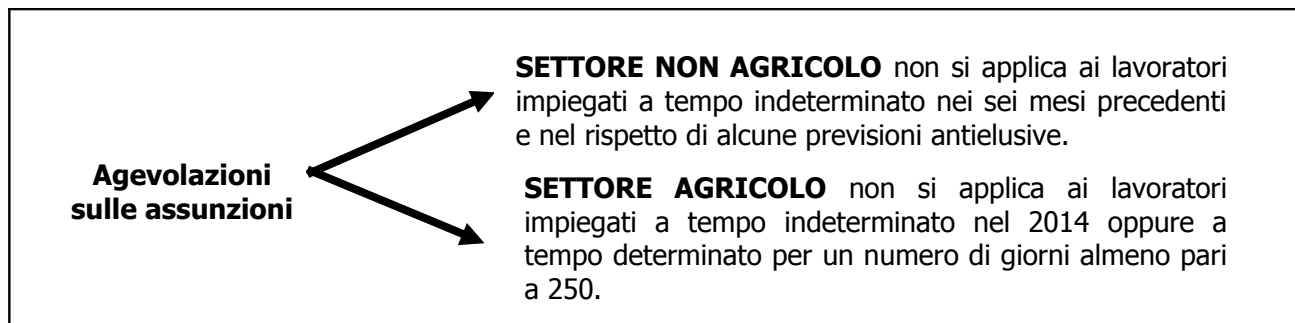 Agevolazioni
sulle assunzioni
SETTORE NON AGRICOLO non si applica ai lavoratori
impiegati a tempo indeterminato nei sei mesi precedenti
e nel rispetto di alcune previsioni antielusive.
SETTORE AGRICOLO non si applica ai lavoratori
impiegati a tempo indeterminato nel 2014 oppure a
tempo determinato per un numero di giorni almeno pari
a 250.